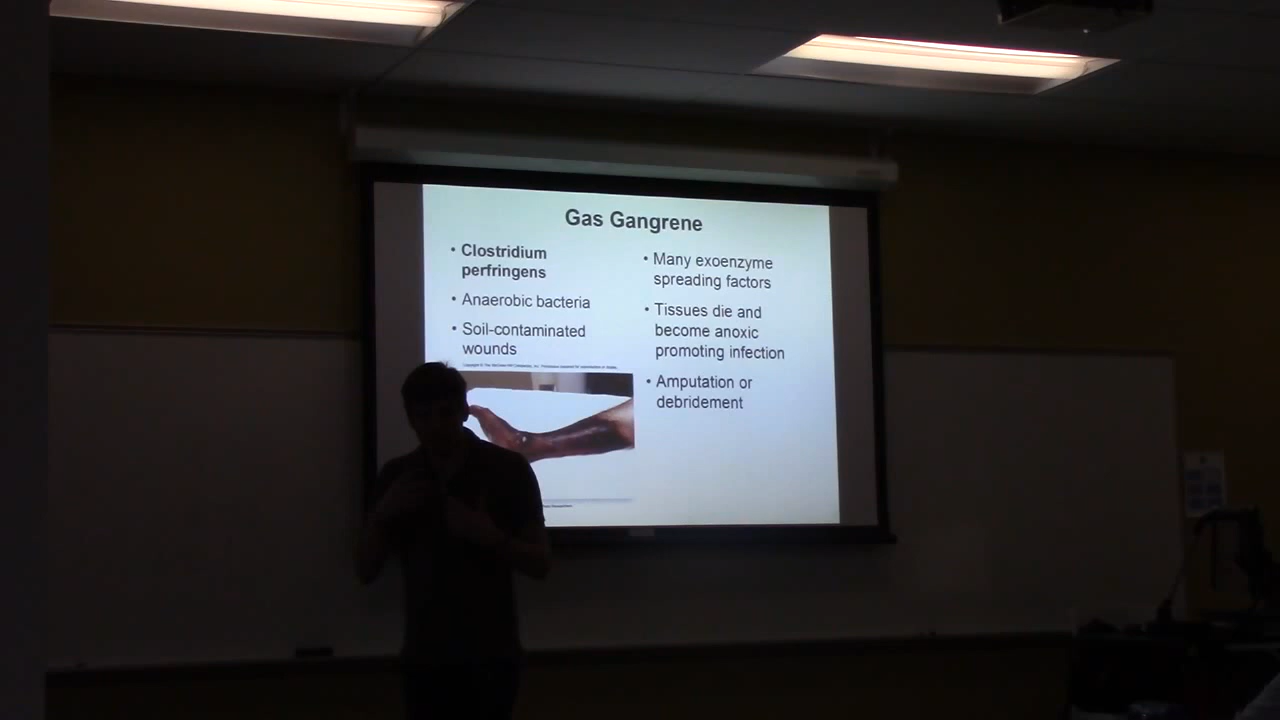 Gas Gangrene
• Clostridium
perfringens
• Anaerobic bacteria
• Soil-contaminated
wounds
• Many exoenzyme
spreading factors
• Tissues die and
become anoxic
promoting infection
• Amputation or
debridement